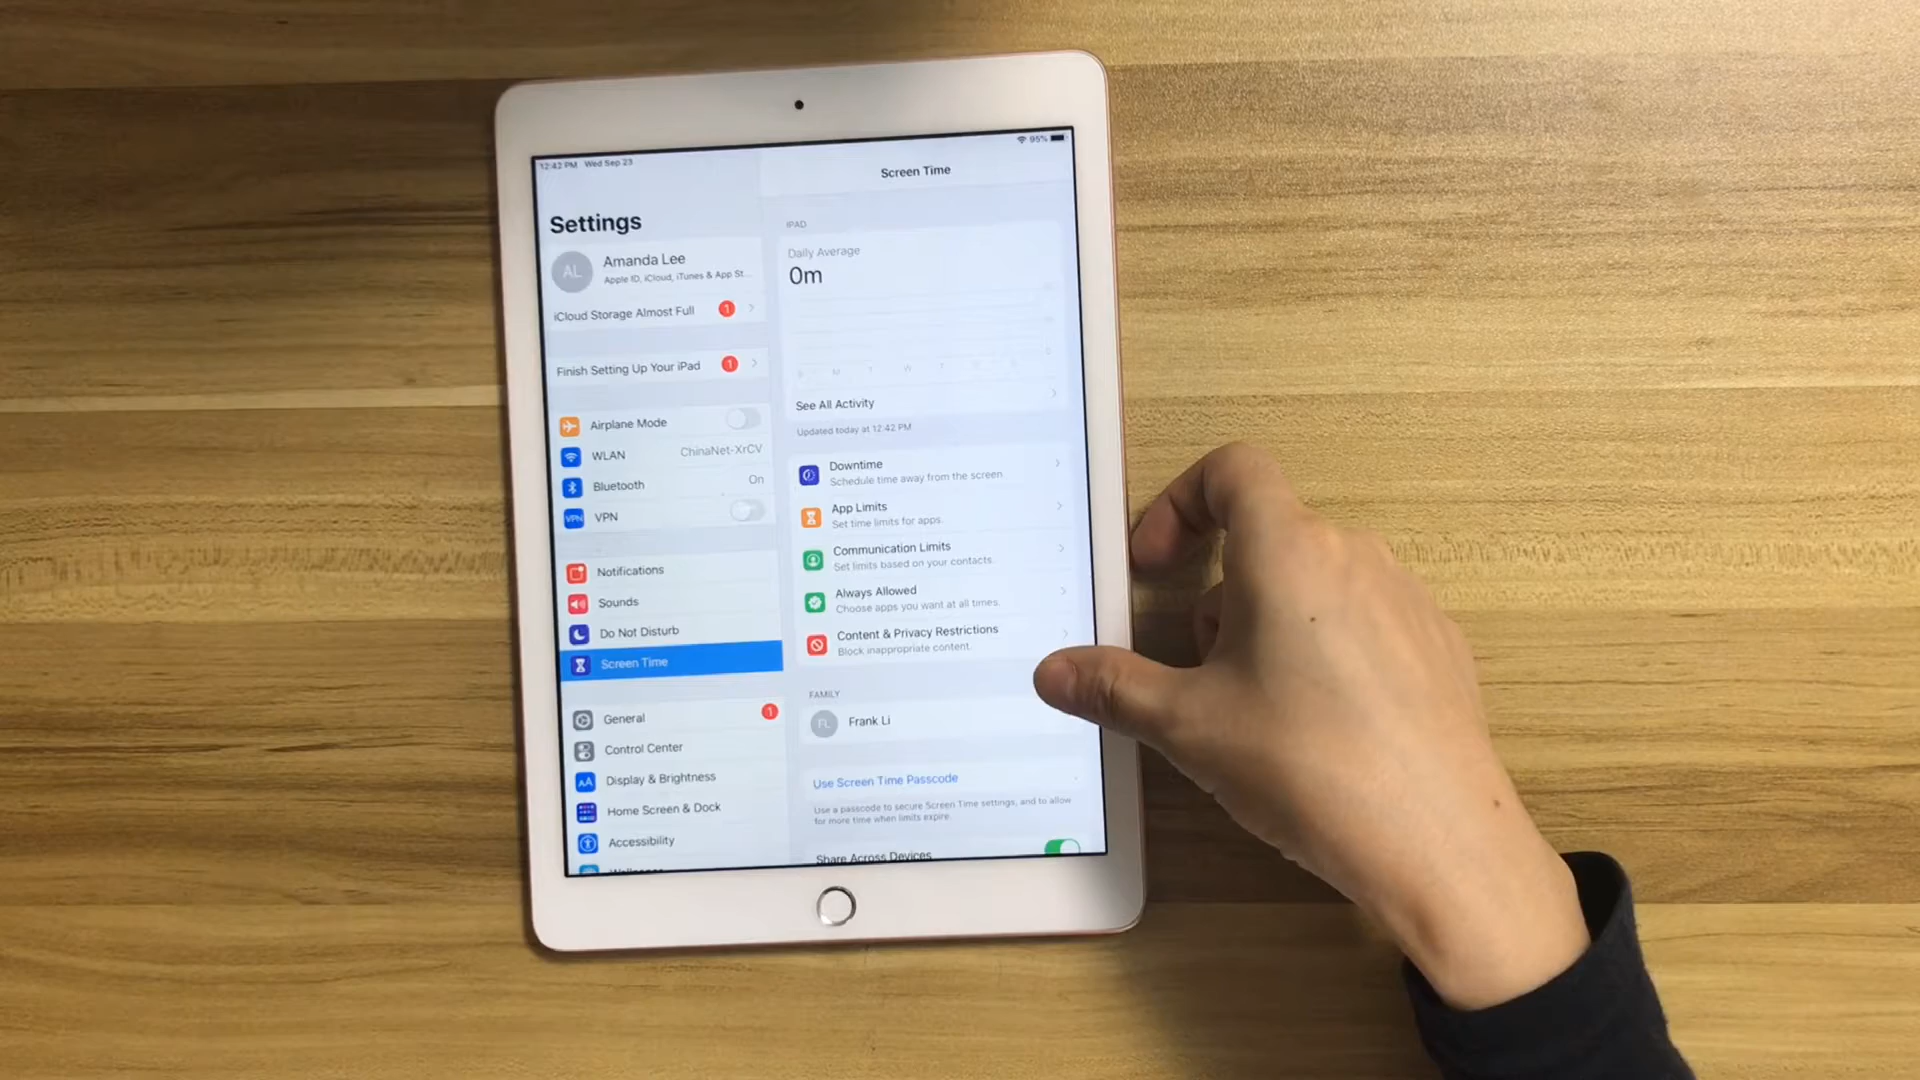 12:42 PM Wed Sep 23
95%
Settings
AL
Amanda Lee
Apple ID, iCloud, iTunes & App St...
iCloud Storage Almost Full
1
Finish Setting Up Your iPad
1
Airplane Mode
WLAN
ChinaNet-XrCV
Bluetooth
On
VPN
VPN
Notifications
Sounds
Do Not Disturb
Screen Time
General
1
Control Center
AA
Display & Brightness
Home Screen & Dock
Accessibility
Screen Time
IPAD
Daily Average
0m
S M T W T
See All Activity
Updated today at 12:42 PM
Downtime
Schedule time away from the screen.
App Limits
Set time limits for apps.
Communication Limits
Set limits based on your contacts.
Always Allowed
Choose apps you want at all times.
Content & Privacy Restrictions
Block inappropriate content.
FAMILY
FL
Frank Li
Use Screen Time Passcode
Use a passcode to secure Screen Time settings, and to allow
for more time when limits expire.
Share Across Devices